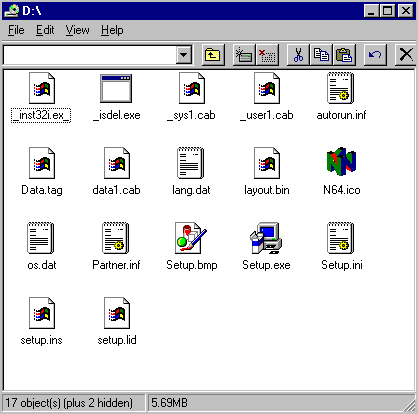 D:\
File Edit View Help
_inst32i.ex_ _isdel.exe _sys1.cab _user1.cab autorun.inf
Data.tag data1.cab lang.dat layout.bin N64.ico
os.dat Partner.inf Setup.bmp Setup.exe Setup.ini
setup.ins setup.lid
17 object(s) (plus 2 hidden) 5.69MB